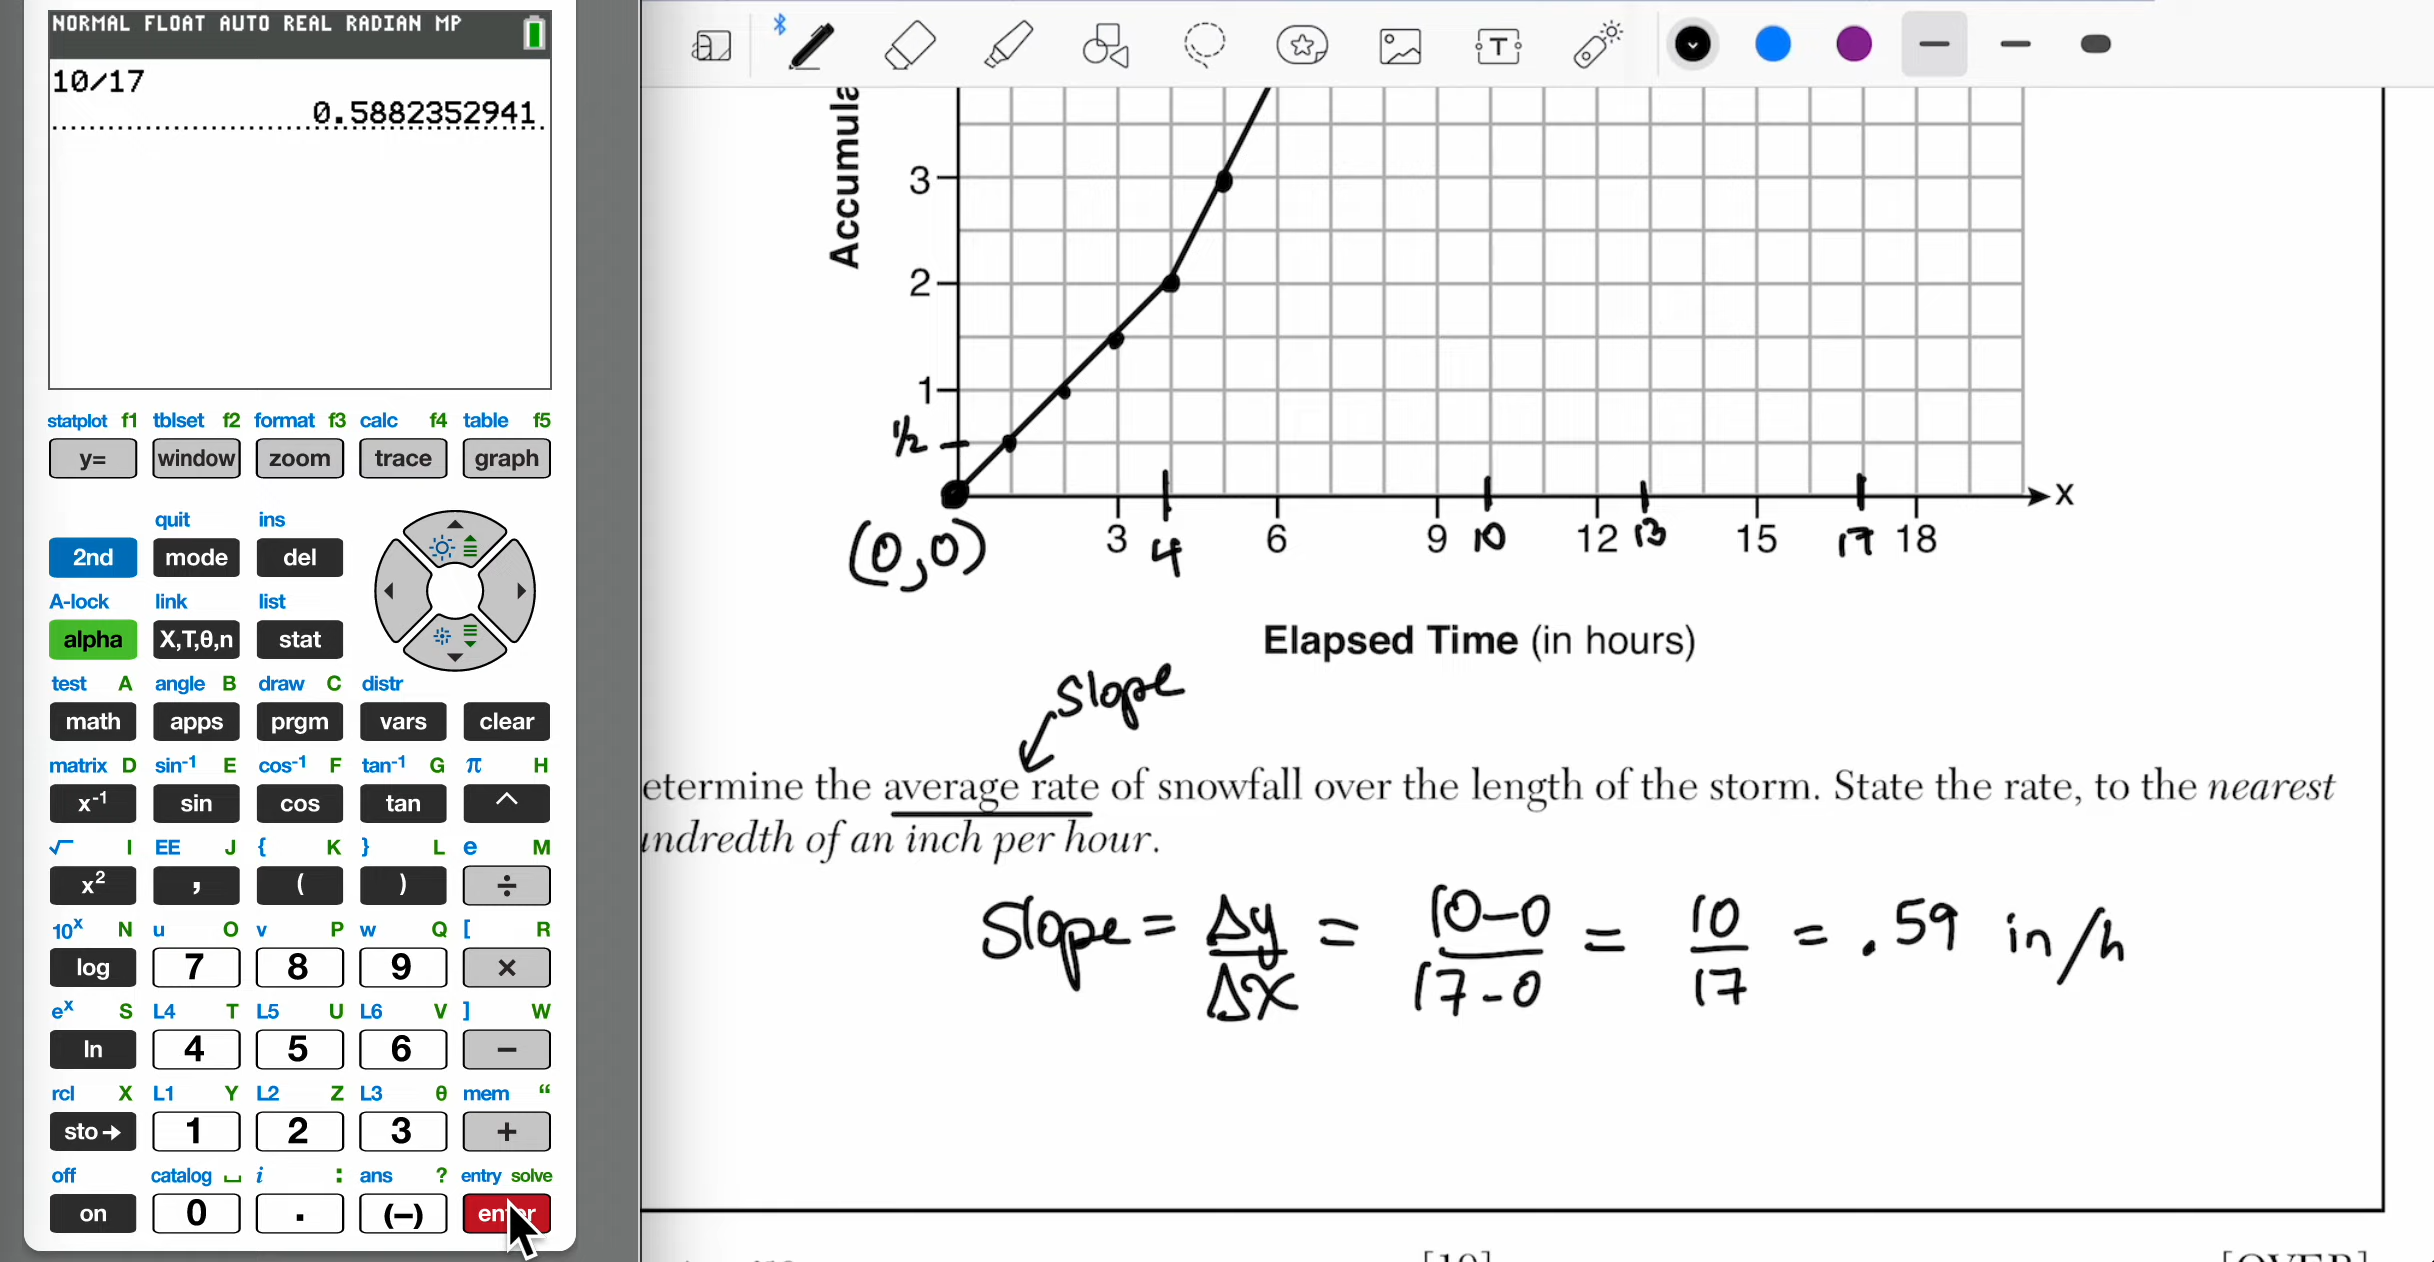 NORMAL FLOAT AUTO REAL RADIAN MP
10/17
0.5882352941
statplot f1 tblset f2 format f3 calc f4 table f5
y= window zoom trace graph
quit ins
2nd mode del
A-lock link list
alpha X,T,θ,n stat
test A angle B draw C distr
math apps prgm vars clear
matrix D sin-1 E cos-1 F tan-1 G π H
x-1 sin cos tan ^
√ I EE J { K } L e M
x2 , ( ) ÷
10x N u O v P w Q [ R
log 7 8 9 ×
ex S L4 T L5 U L6 V ] W
ln 4 5 6 −
rcl X L1 Y L2 Z L3 θ mem “
sto→ 1 2 3 +
off catalog ⎵ i : ans ? entry solve
on 0 . (−) enter
T
Accumula
3
2
1
1/2
x
(0,0)
3 4 6 9 10 12 13 15 17 18
Elapsed Time (in hours)
Slope
etermine the average rate of snowfall over the length of the storm. State the rate, to the nearest
undredth of an inch per hour.
Slope = Δy/Δx = 10-0/17-0 = 10/17 = .59 in/h